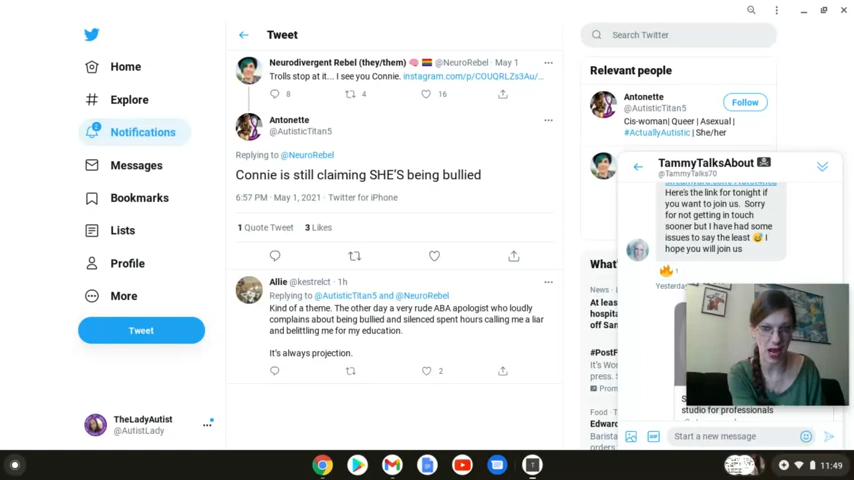 Tweet
Search Twitter
Home
Explore
2
Notifications
Messages
Bookmarks
Lists
Profile
More
Tweet
TheLadyAutist
@AutistLady
Neurodivergent Rebel (they/them) @NeuroRebel · May 1
Trolls stop at it... I see you Connie. instagram.com/p/COUQRLZs3Au/...
8 4 16
Antonette
@AutisticTitan5
Replying to @NeuroRebel
Connie is still claiming SHE'S being bullied
6:57 PM · May 1, 2021 · Twitter for iPhone
1 Quote Tweet 3 Likes
Allie @kestrelct · 1h
Replying to @AutisticTitan5 and @NeuroRebel
Kind of a theme. The other day a very rude ABA apologist who loudly
complains about being bullied and silenced spent hours calling me a liar
and belittling me for my education.
It's always projection.
2
Relevant people
Antonette
@AutisticTitan5
Follow
Cis-woman| Queer | Asexual |
#ActuallyAutistic | She/her
What'
News
At leas
hospita
off San
#PostF
It's Wo
press. S
Prom
Food
Edward
Barista
orders
TammyTalksAbout
@TammyTalks70
Here's the link for tonight if
you want to join us. Sorry
for not getting in touch
sooner but I have had some
issues to say the least I
hope you will join us
1
Yesterd
S
studio for professionals
Start a new message
GIF
T
11:49